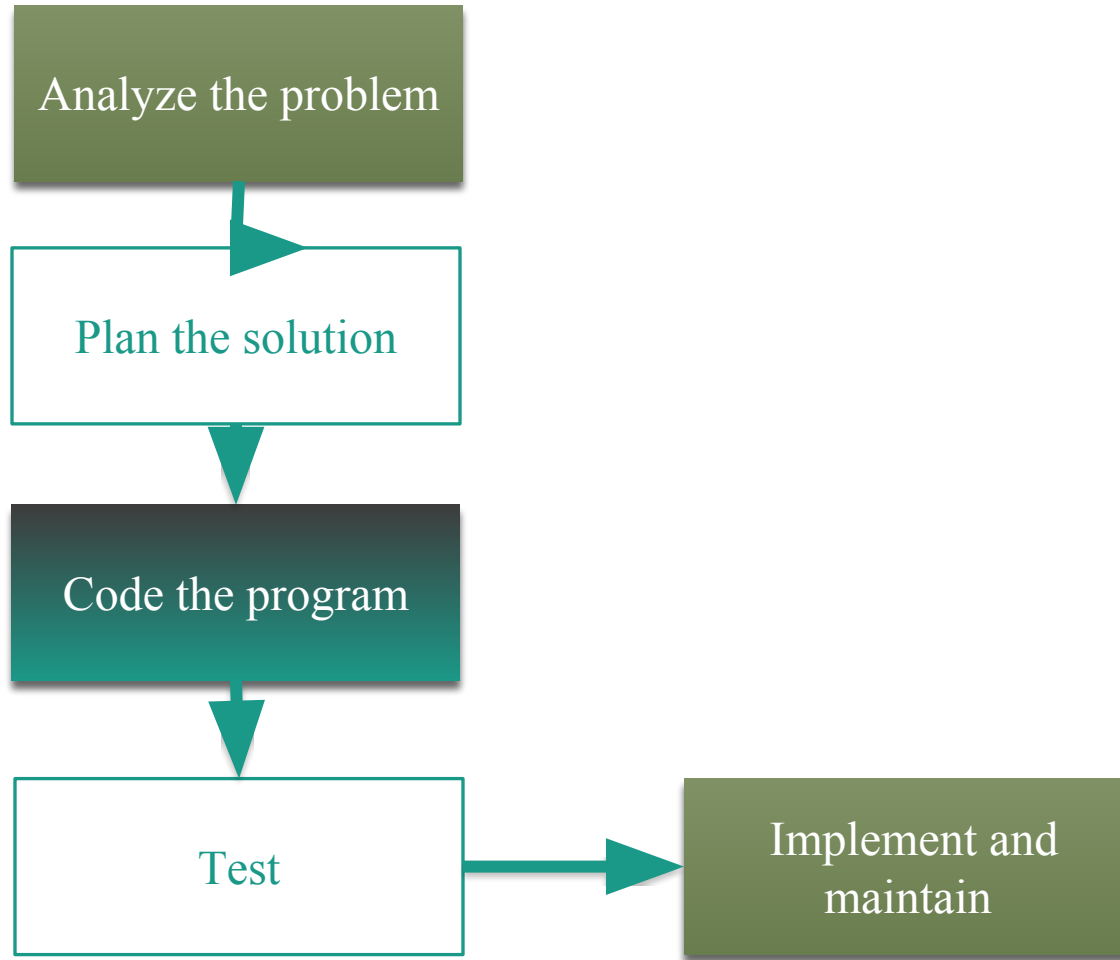 Analyze the problem
Plan the solution
Code the program
Test
Implement and
maintain